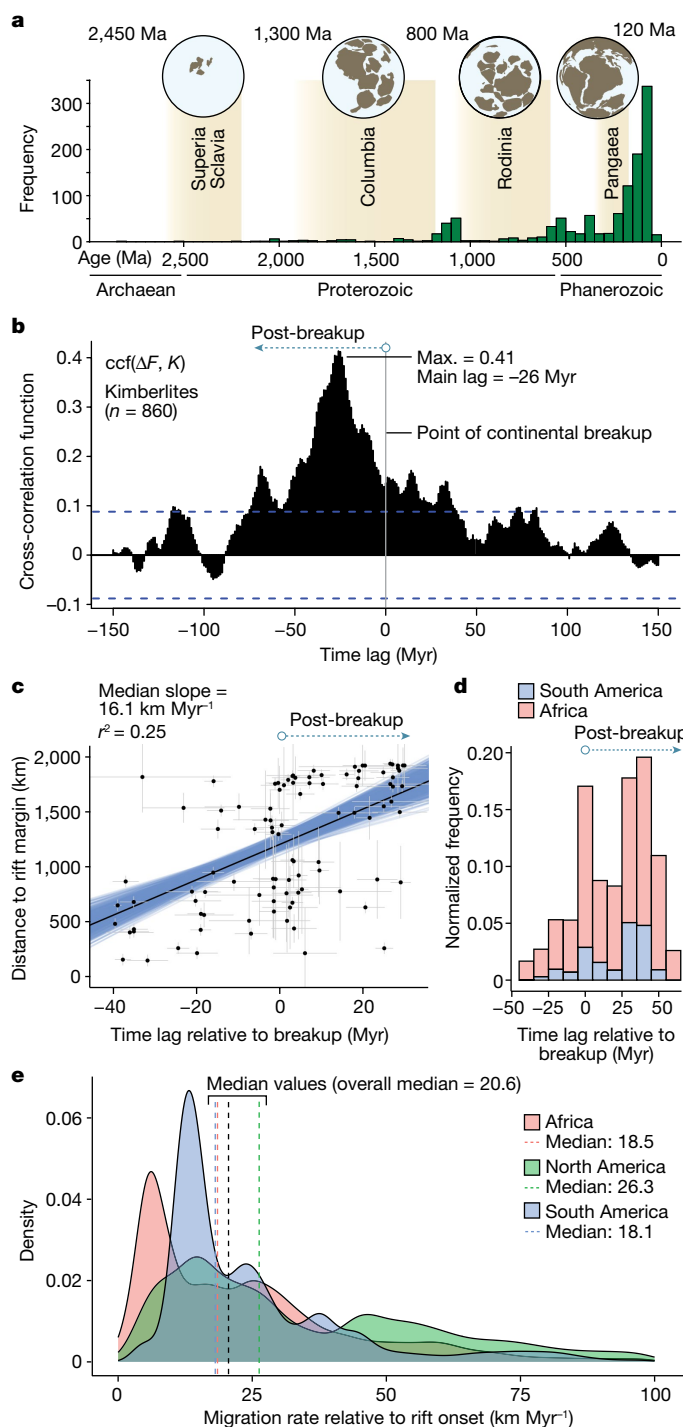 a
2,450 Ma
1,300 Ma
800 Ma
120 Ma
Frequency
300
200
100
0
Superia
Sclavia
Columbia
Rodinia
Pangaea
Age (Ma)
2,500
2,000
1,500
1,000
500
0
Archaean
Proterozoic
Phanerozoic
b
Post-breakup
ccf(ΔF, K)
Kimberlites
(n = 860)
Max. = 0.41
Main lag = −26 Myr
Point of continental breakup
Cross-correlation function
0.4
0.3
0.2
0.1
0
−0.1
−150
−100
−50
0
50
100
150
Time lag (Myr)
c
Median slope =
16.1 km Myr⁻¹
r² = 0.25
Post-breakup
Distance to rift margin (km)
2,000
1,500
1,000
500
0
−40
−20
0
20
Time lag relative to breakup (Myr)
d
South America
Africa
Post-breakup
Normalized frequency
0.20
0.15
0.10
0.05
0
−50
−25
0
25
50
Time lag relative to
breakup (Myr)
e
Median values (overall median = 20.6)
Africa
Median: 18.5
North America
Median: 26.3
South America
Median: 18.1
Density
0.06
0.04
0.02
0
0
25
50
75
100
Migration rate relative to rift onset (km Myr⁻¹)